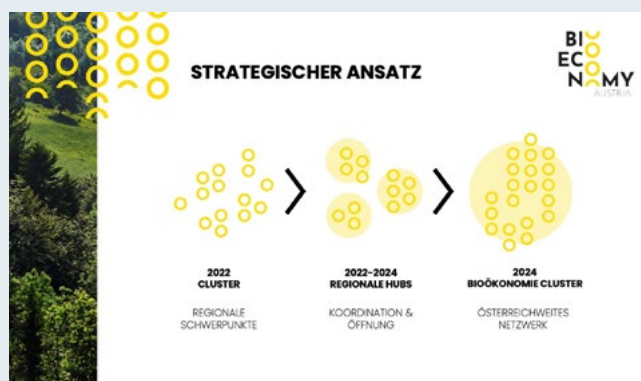 STRATEGISCHER ANSATZ
BI
EC
NOMY
AUSTRIA
2022
CLUSTER
REGIONALE
SCHWERPUNKTE
2022-2024
REGIONALE HUBS
KOORDINATION &
ÖFFNUNG
2024
BIOÖKONOMIE CLUSTER
ÖSTERREICHWEITES
NETZWERK